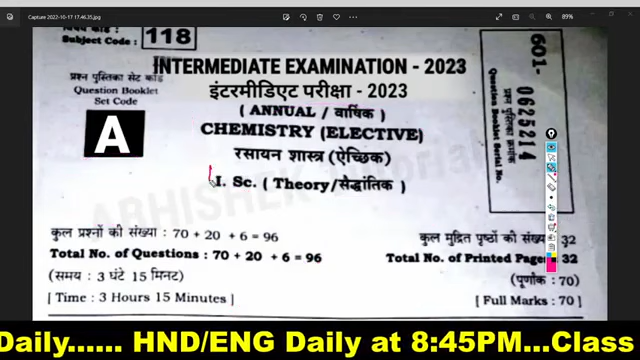 Capture 2022-10-17 17.46.35.jpg
89%
विषय कोड :
Subject Code :
118
प्रश्न पुस्तिका सेट कोड
Question Booklet
Set Code
A
INTERMEDIATE EXAMINATION - 2023
इंटरमीडिएट परीक्षा - 2023
( ANNUAL / वार्षिक )
CHEMISTRY (ELECTIVE)
रसायन शास्त्र (ऐच्छिक)
I. Sc. ( Theory/सैद्धांतिक )
601-
0625214
प्रश्न पुस्तिका क्रमांक
Question Booklet Serial No.
ABHISHEK
कुल प्रश्नों की संख्या : 70 + 20 + 6 = 96
Total No. of Questions : 70 + 20 + 6 = 96
(समय : 3 घंटे 15 मिनट)
[ Time : 3 Hours 15 Minutes ]
कुल मुद्रित पृष्ठों की संख्या 32
Total No. of Printed Pages 32
(पूर्णांक : 70)
[ Full Marks : 70 ]
Daily...... HND/ENG Daily at 8:45PM...Class